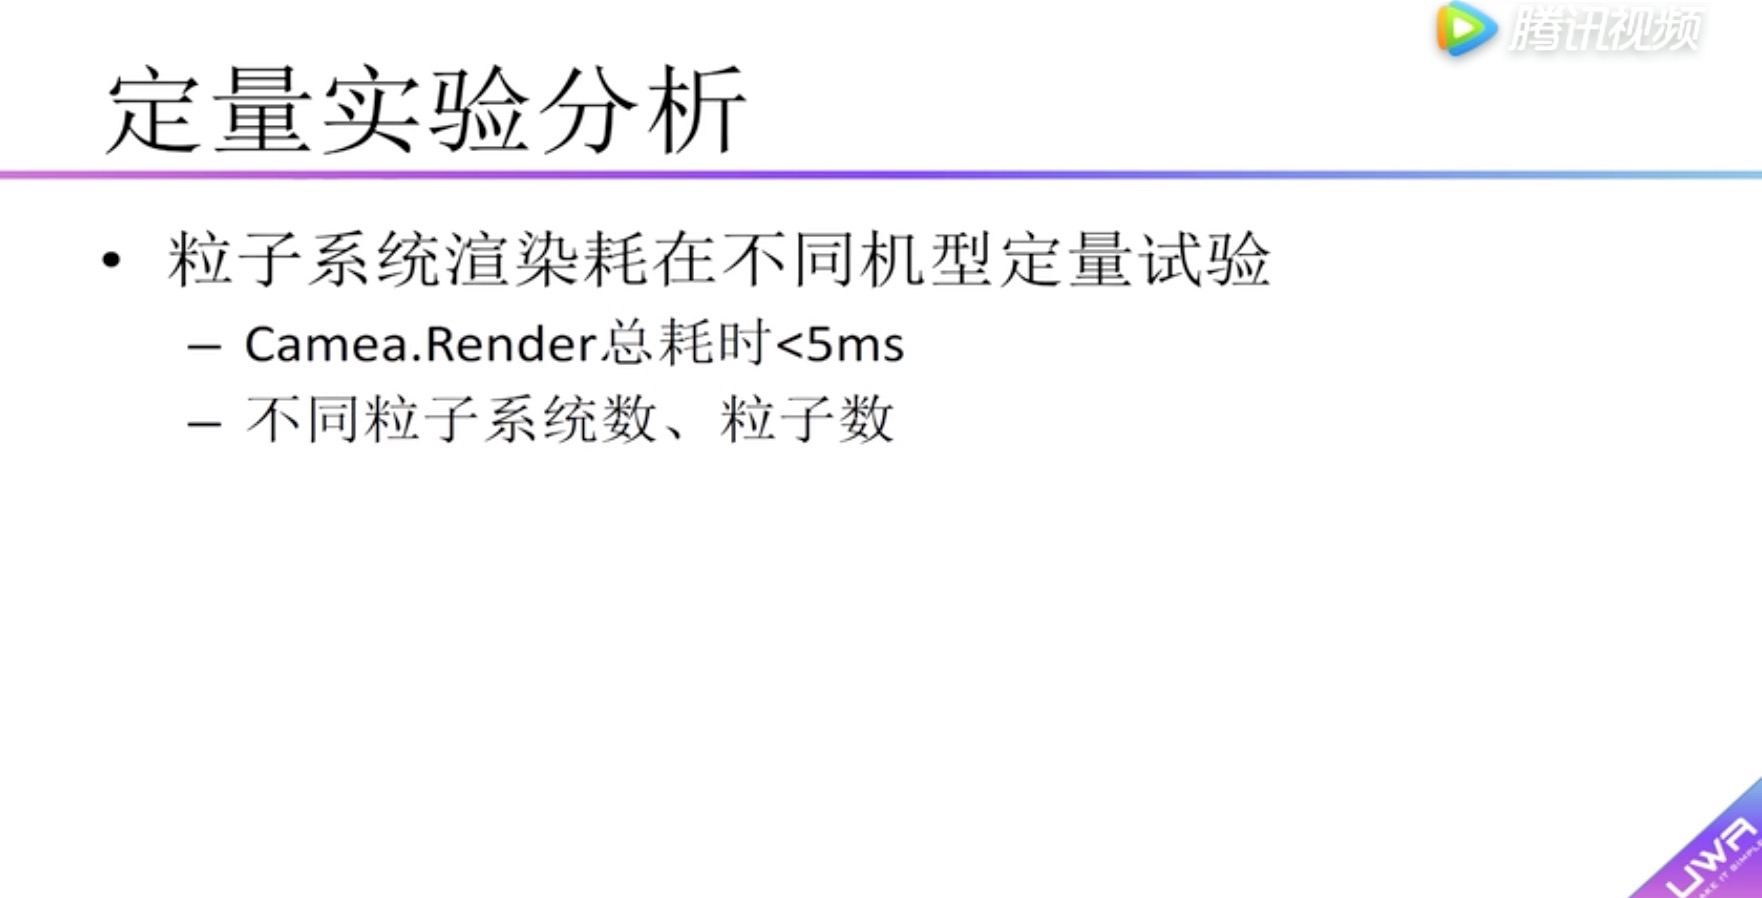 腾讯视频
定量实验分析
• 粒子系统渲染耗在不同机型定量试验
– Camea.Render总耗时<5ms
– 不同粒子系统数、粒子数
UWA